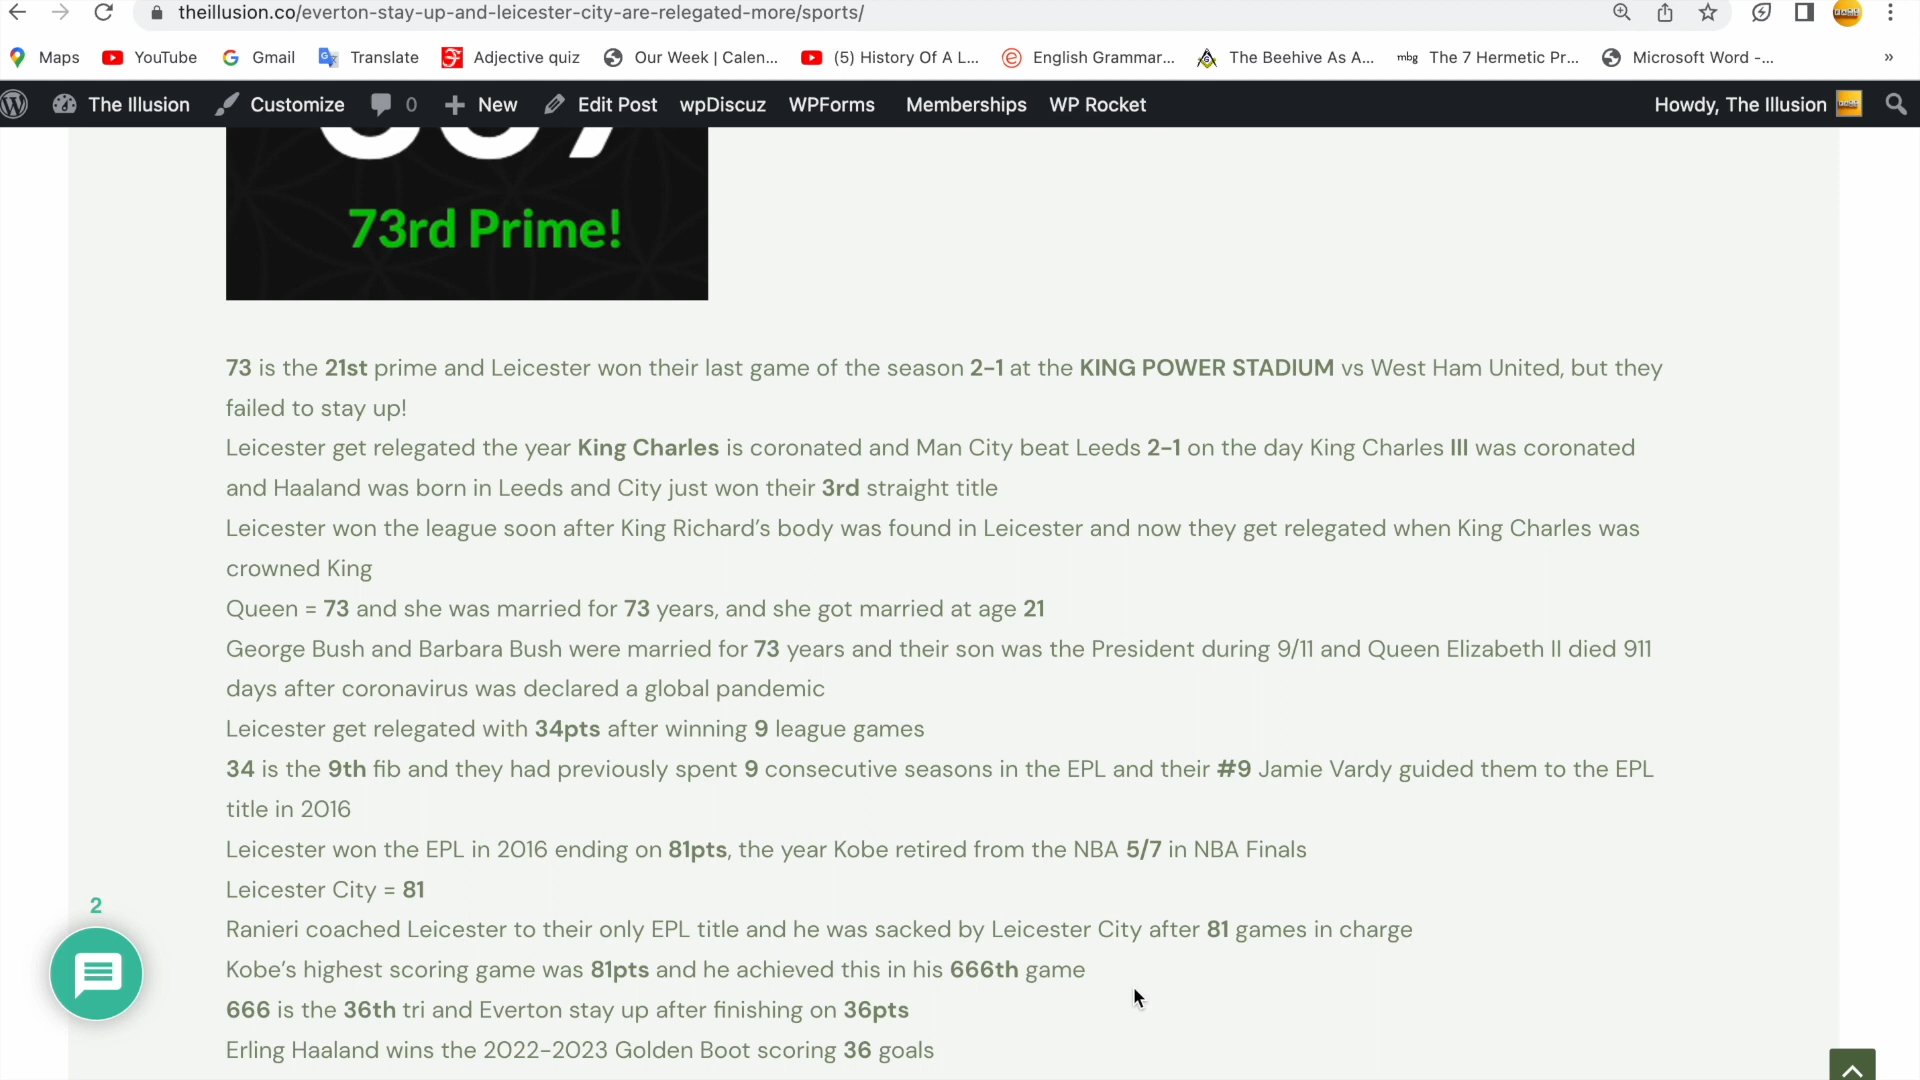 theillusion.co/everton-stay-up-and-leicester-city-are-relegated-more/sports/
Maps YouTube Gmail Translate Adjective quiz Our Week | Calen... (5) History Of A L... English Grammar... The Beehive As A... mbg The 7 Hermetic Pr... Microsoft Word -... »
The Illusion Customize 0 New Edit Post wpDiscuz WPForms Memberships WP Rocket Howdy, The Illusion
73rd Prime!
73 is the 21st prime and Leicester won their last game of the season 2-1 at the KING POWER STADIUM vs West Ham United, but they
failed to stay up!
Leicester get relegated the year King Charles is coronated and Man City beat Leeds 2-1 on the day King Charles III was coronated
and Haaland was born in Leeds and City just won their 3rd straight title
Leicester won the league soon after King Richard's body was found in Leicester and now they get relegated when King Charles was
crowned King
Queen = 73 and she was married for 73 years, and she got married at age 21
George Bush and Barbara Bush were married for 73 years and their son was the President during 9/11 and Queen Elizabeth II died 911
days after coronavirus was declared a global pandemic
Leicester get relegated with 34pts after winning 9 league games
34 is the 9th fib and they had previously spent 9 consecutive seasons in the EPL and their #9 Jamie Vardy guided them to the EPL
title in 2016
Leicester won the EPL in 2016 ending on 81pts, the year Kobe retired from the NBA 5/7 in NBA Finals
Leicester City = 81
2
Ranieri coached Leicester to their only EPL title and he was sacked by Leicester City after 81 games in charge
Kobe's highest scoring game was 81pts and he achieved this in his 666th game
666 is the 36th tri and Everton stay up after finishing on 36pts
Erling Haaland wins the 2022-2023 Golden Boot scoring 36 goals